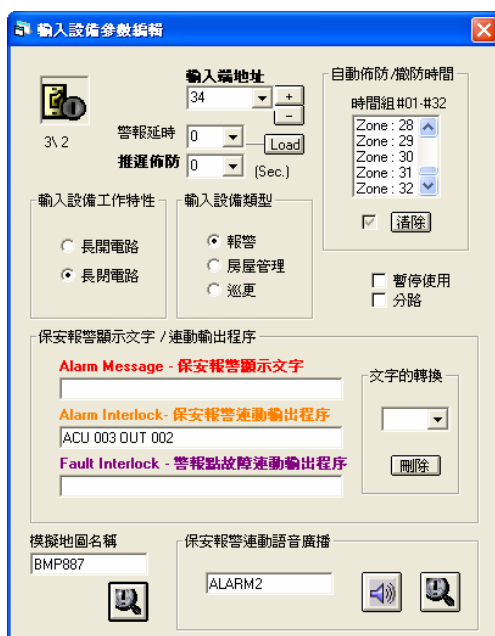 輸入設備參數編輯
輸入端地址
34
+
-
3\ 2
警報延時
0
Load
推遲佈防
0
(Sec.)
自動佈防/撤防時間
時間組#01-#32
Zone : 28
Zone : 29
Zone : 30
Zone : 31
Zone : 32
清除
輸入設備工作特性
長開電路
長閉電路
輸入設備類型
報警
房屋管理
巡更
暫停使用
分路
保安報警顯示文字 / 連動輸出程序
Alarm Message - 保安報警顯示文字
Alarm Interlock- 保安報警連動輸出程序
ACU 003 OUT 002
Fault Interlock - 警報點故障連動輸出程序
文字的轉換
刪除
模擬地圖名稱
BMP887
保安報警連動語音廣播
ALARM2